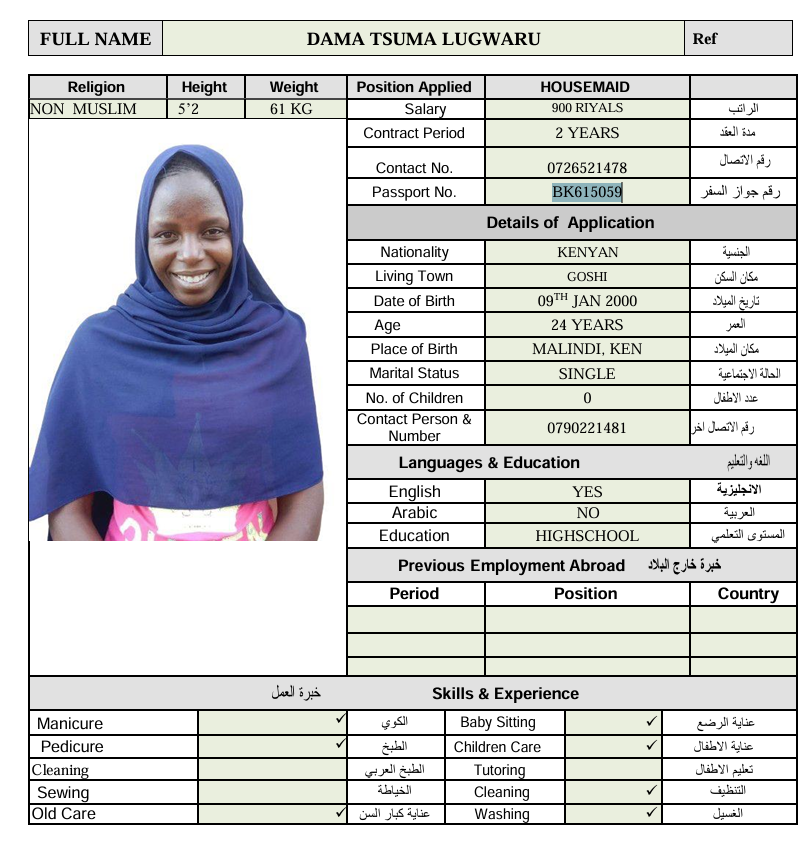 FULL NAME DAMA TSUMA LUGWARU Ref
Religion Height Weight Position Applied HOUSEMAID
NON MUSLIM 5’2 61 KG Salary 900 RIYALS الراتب
Contract Period 2 YEARS مدة العقد
Contact No. 0726521478 رقم الاتصال
Passport No. BK615059 رقم جواز السفر
Details of Application
Nationality KENYAN الجنسية
Living Town GOSHI مكان السكن
Date of Birth 09TH JAN 2000 تاريخ الميلاد
Age 24 YEARS العمر
Place of Birth MALINDI, KEN مكان الميلاد
Marital Status SINGLE الحالة الاجتماعية
No. of Children 0 عدد الاطفال
Contact Person & Number 0790221481 رقم الاتصال اخر
Languages & Education اللغه والتعليم
English YES الانجليزية
Arabic NO العربية
Education HIGHSCHOOL المستوى التعلمي
Previous Employment Abroad خبرة خارج البلاد
Period Position Country
خبرة العمل Skills & Experience
Manicure ✓ الكوي Baby Sitting ✓ عناية الرضع
Pedicure ✓ الطبخ Children Care ✓ عناية الاطفال
Cleaning الطبخ العربي Tutoring تعليم الاطفال
Sewing الخياطة Cleaning ✓ التنظيف
Old Care ✓ عناية كبار السن Washing ✓ الغسيل